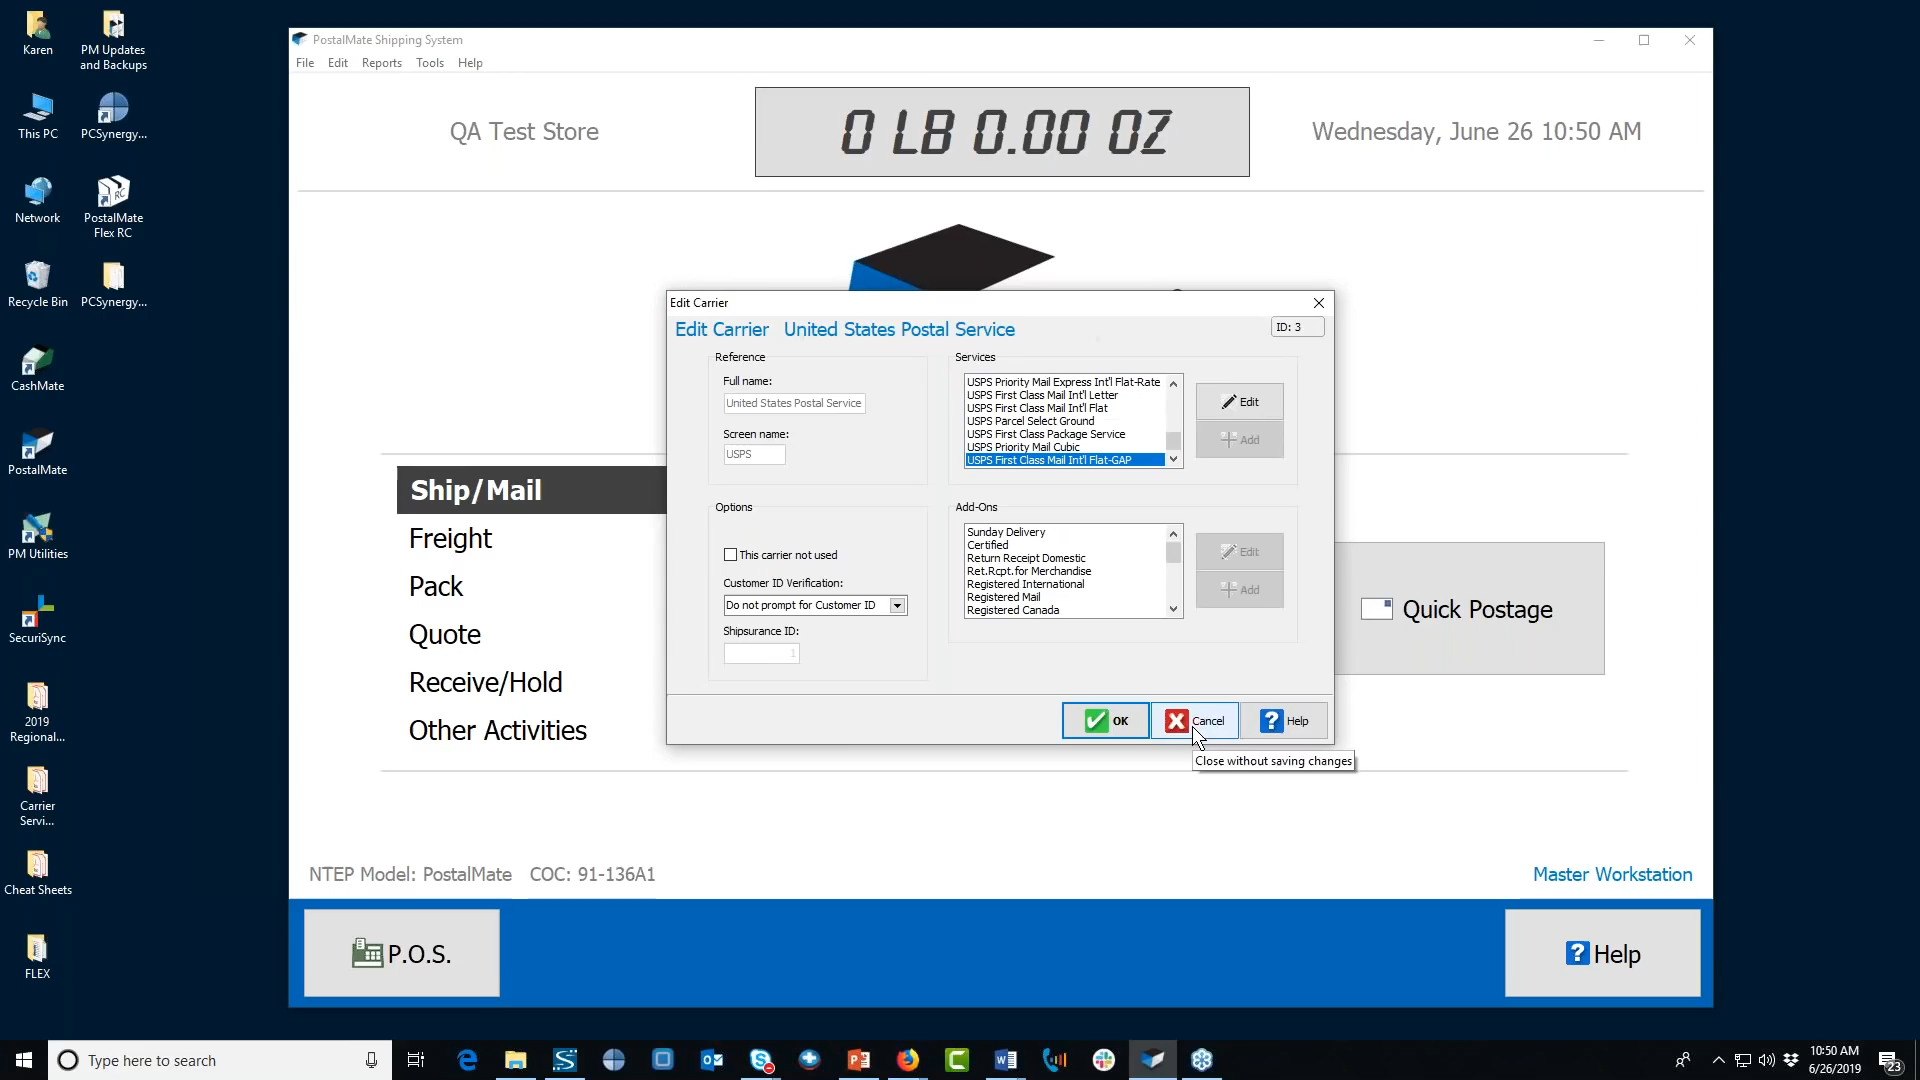 Karen
PM Updates
and Backups
This PC
PCSynergy...
Network
PostalMate
Flex RC
Recycle Bin
PCSynergy...
CashMate
PostalMate
PM Utilities
SecuriSync
2019
Regional...
Carrier
Servi...
Cheat Sheets
FLEX
PostalMate Shipping System
File Edit Reports Tools Help
QA Test Store
0 LB 0.00 OZ
Wednesday, June 26 10:50 AM
Ship/Mail
Freight
Pack
Quote
Receive/Hold
Other Activities
Edit Carrier
Edit Carrier United States Postal Service
ID: 3
Reference
Full name:
United States Postal Service
Screen name:
USPS
Options
This carrier not used
Customer ID Verification:
Do not prompt for Customer ID
Shipsurance ID:
1
Services
USPS Priority Mail Express Int'l Flat-Rate
USPS First Class Mail Int'l Letter
USPS First Class Mail Int'l Flat
USPS Parcel Select Ground
USPS First Class Package Service
USPS Priority Mail Cubic
USPS First Class Mail Int'l Flat-GAP
Edit
Add
Add-Ons
Sunday Delivery
Certified
Return Receipt Domestic
Ret.Rcpt.for Merchandise
Registered International
Registered Mail
Registered Canada
Edit
Add
OK
Cancel
Help
Close without saving changes
Quick Postage
NTEP Model: PostalMate COC: 91-136A1
Master Workstation
P.O.S.
Help
Type here to search
10:50 AM
6/26/2019
23